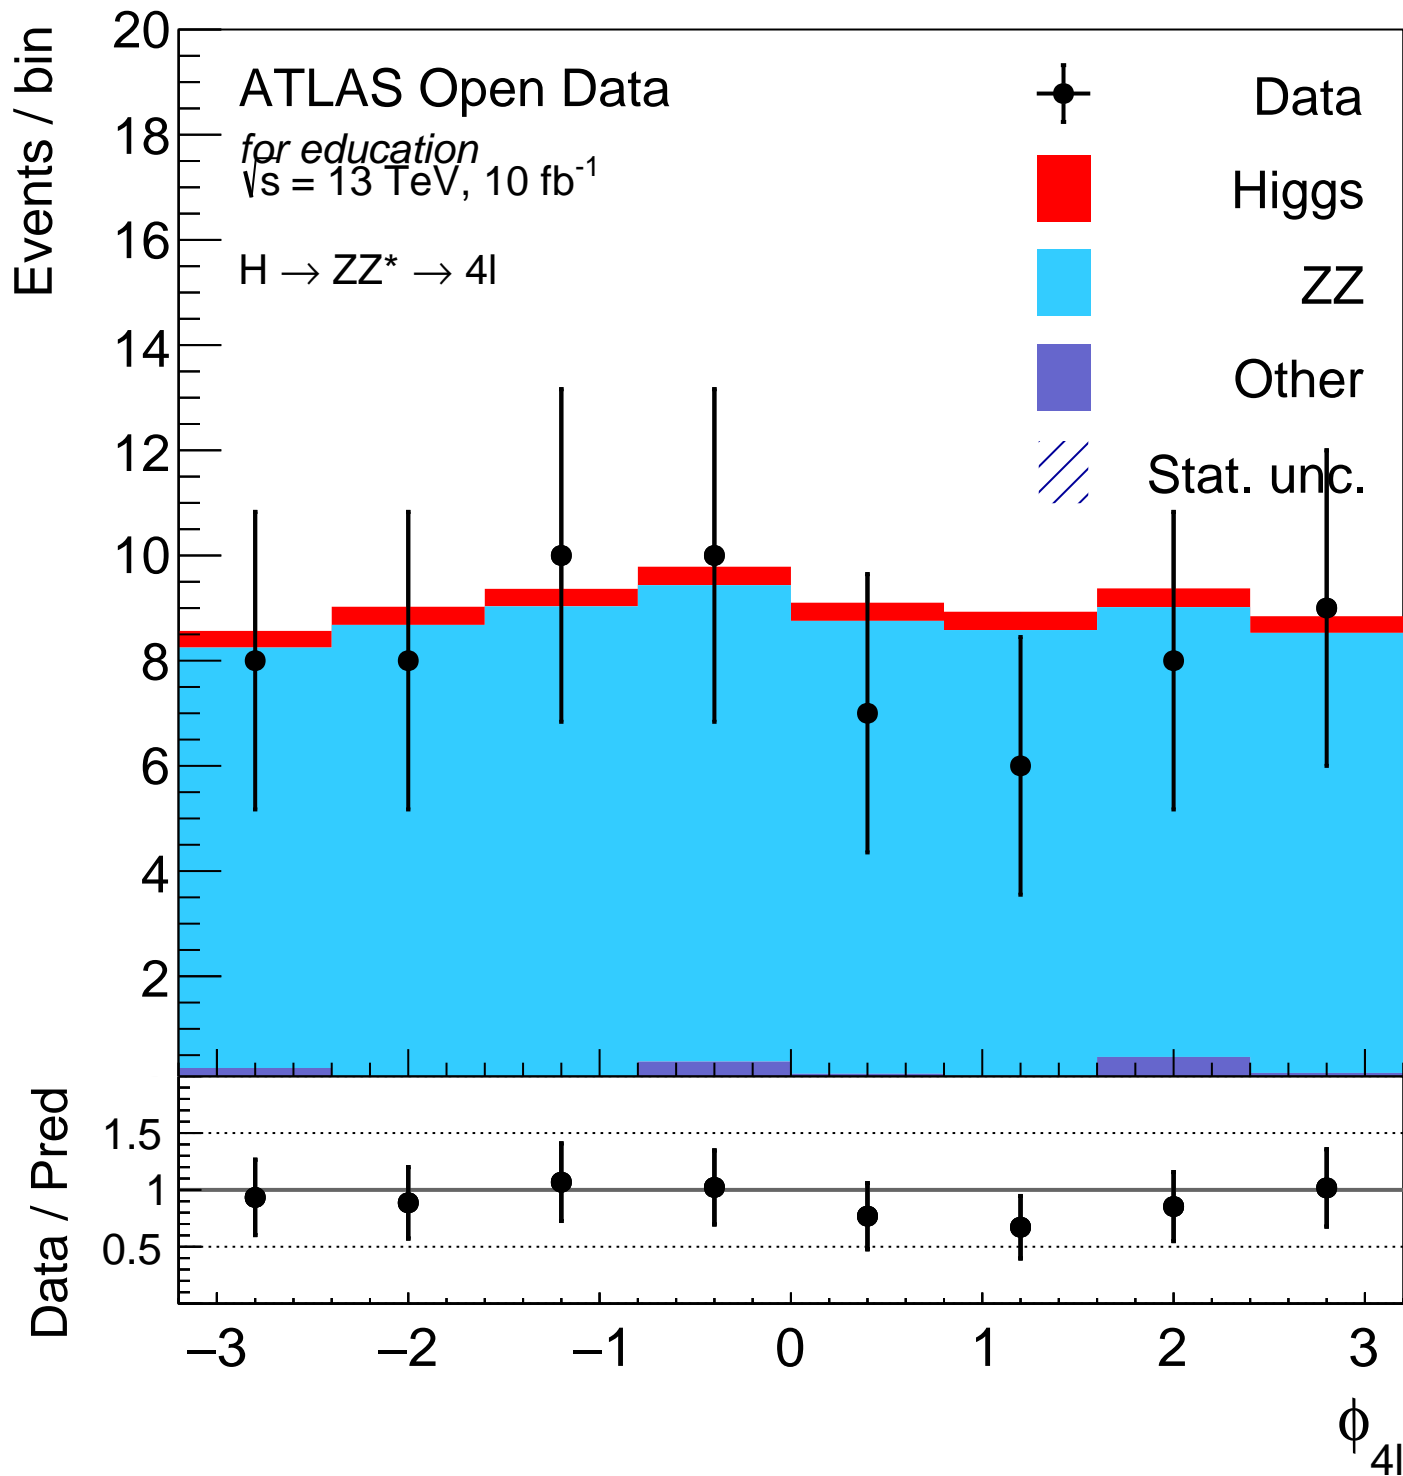 Events / bin
20
18
16
14
12
10
8
6
4
2
ATLAS Open Data
for education
√s = 13 TeV, 10 fb⁻¹
H → ZZ* → 4l
Data
Higgs
ZZ
Other
Stat. unc.
Data / Pred
1.5
1
0.5
−3 −2 −1 0 1 2 3
ϕ4l